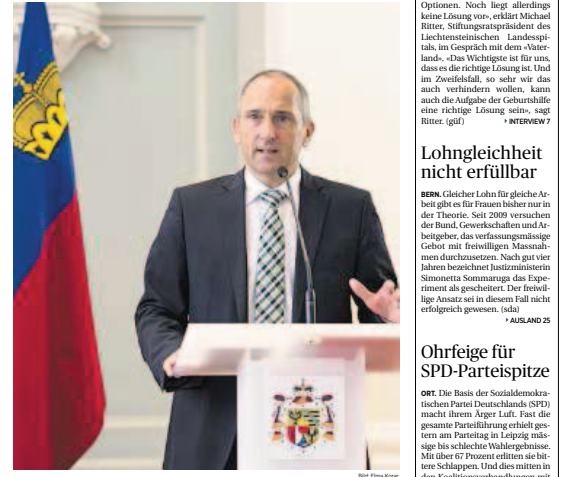 Optionen. Noch liegt allerdings
keine Lösung vor», erklärt Michael
Ritter, Stiftungsratspräsident des
Liechtensteinischen Landesspi-
tals, im Gespräch mit dem «Vater-
land». «Das Wichtigste ist für uns,
dass es die richtige Lösung ist. Und
im Zweifelsfall, so sehr wir das
auch verhindern wollen, kann
auch die Aufgabe der Geburtshilfe
eine richtige Lösung sein», sagt
Ritter. (güf) INTERVIEW 7
Lohngleichheit
nicht erfüllbar
BERN. Gleicher Lohn für gleiche Ar-
beit gibt es für Frauen bisher nur in
der Theorie. Seit 2009 versuchen
der Bund, Gewerkschaften und Ar-
beitgeber, das verfassungsmässige
Gebot mit freiwilligen Massnah-
men durchzusetzen. Nach gut vier
Jahren bezeichnet Justizministerin
Simonetta Sommaruga das Expe-
riment als gescheitert. Der freiwil-
lige Ansatz sei in diesem Fall nicht
erfolgreich gewesen. (sda)
AUSLAND 25
Ohrfeige für
SPD-Parteispitze
ORT. Die Basis der Sozialdemokra-
tischen Partei Deutschlands (SPD)
macht ihrem Ärger Luft. Fast die
gesamte Parteiführung erhielt ges-
tern am Parteitag in Leipzig mäs-
sige bis schlechte Wahlergebnisse.
Mit über 67 Prozent erlitten sie bit-
tere Schlappen. Und dies mitten in
den Koalitionsverhandlungen mit
Bild: Elma Korac